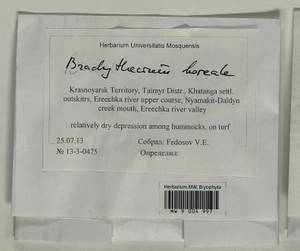 Herbarium Universitatis Mosquensis
Brachythecium boreale
Krasnoyarsk Territory, Taimyr Distr., Khatanga settl.
outskirts, Ereechka river upper course, Nyamakit-Daldyn
creek mouth, Ereechka river valley
relatively dry depression among hummocks, on turf
25.07.13 Собрал: Fedosov V.E.
№ 13-3-0475 Определил:
Herbarium MW, Bryophyta
MW 9 004 997